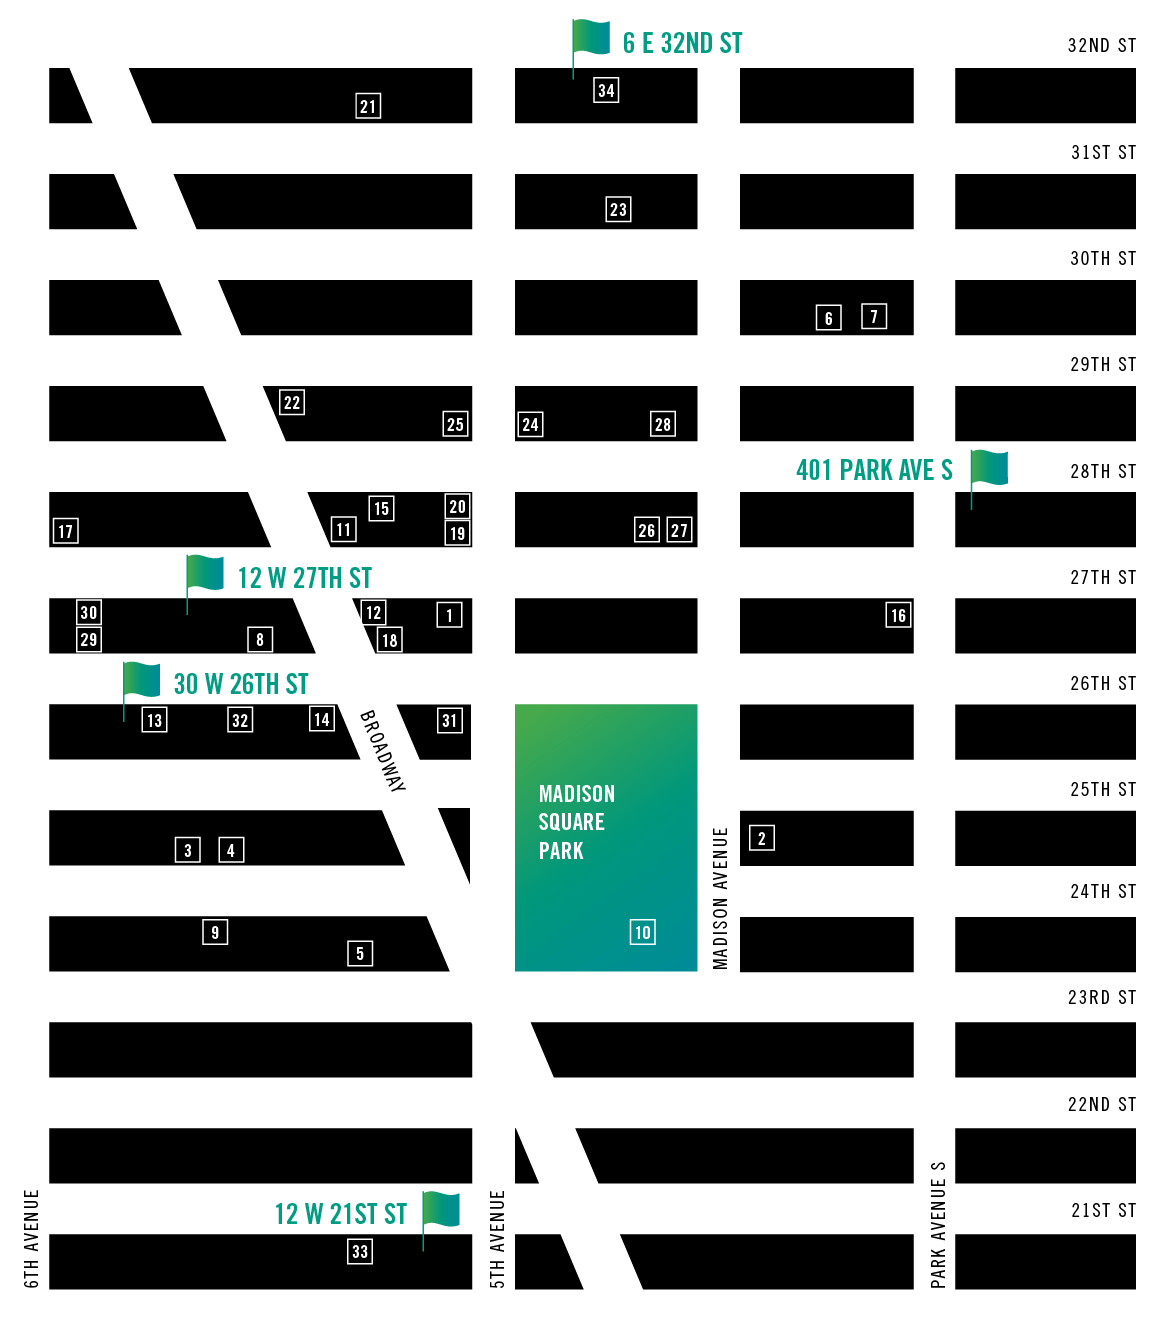 6 E 32ND ST
32ND ST
34
21
31ST ST
23
30TH ST
6
7
29TH ST
22
25
24
28
401 PARK AVE S
28TH ST
20
15
17
11
19
26
27
12 W 27TH ST
27TH ST
30
12
1
16
29
8
18
30 W 26TH ST
26TH ST
13
32
14
31
BROADWAY
MADISON
SQUARE
PARK
25TH ST
2
3
4
MADISON AVENUE
24TH ST
9
10
5
23RD ST
22ND ST
12 W 21ST ST
21ST ST
6TH AVENUE
5TH AVENUE
PARK AVENUE S
33